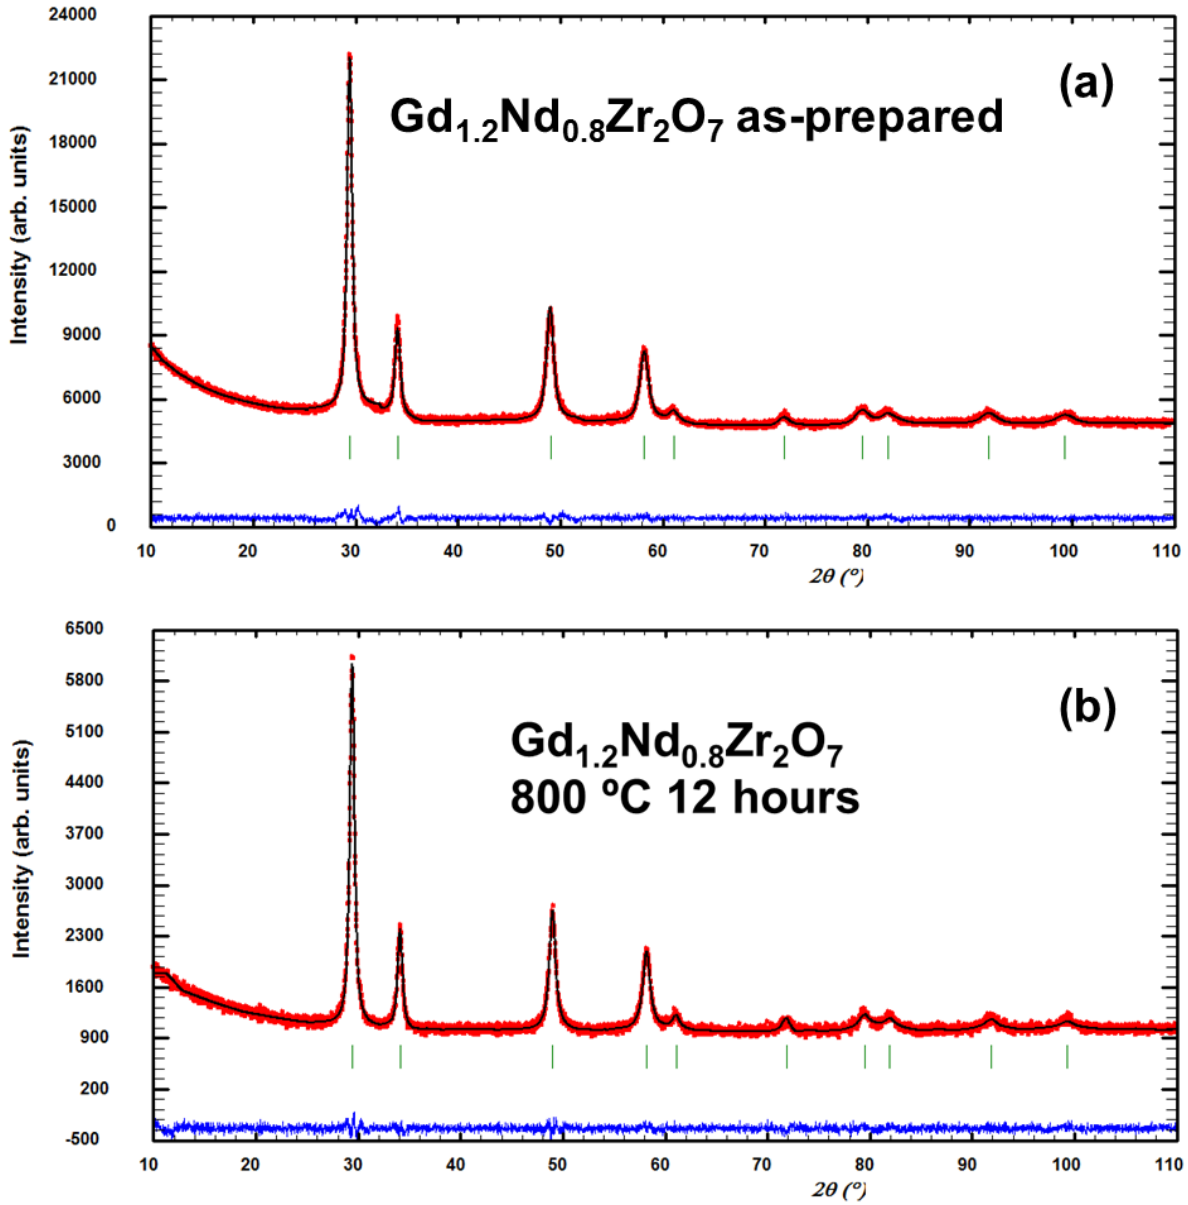 24000
(a)
21000
Gd1.2Nd0.8Zr2O7 as-prepared
18000
15000
12000
9000
6000
3000
0
Intensity (arb. units)
10 20 30 40 50 60 70 80 90 100 110
2θ (°)
6500
(b)
5800
Gd1.2Nd0.8Zr2O7
800 ºC 12 hours
5100
4400
3700
3000
2300
1600
900
200
-500
Intensity (arb. units)
10 20 30 40 50 60 70 80 90 100 110
2θ (°)